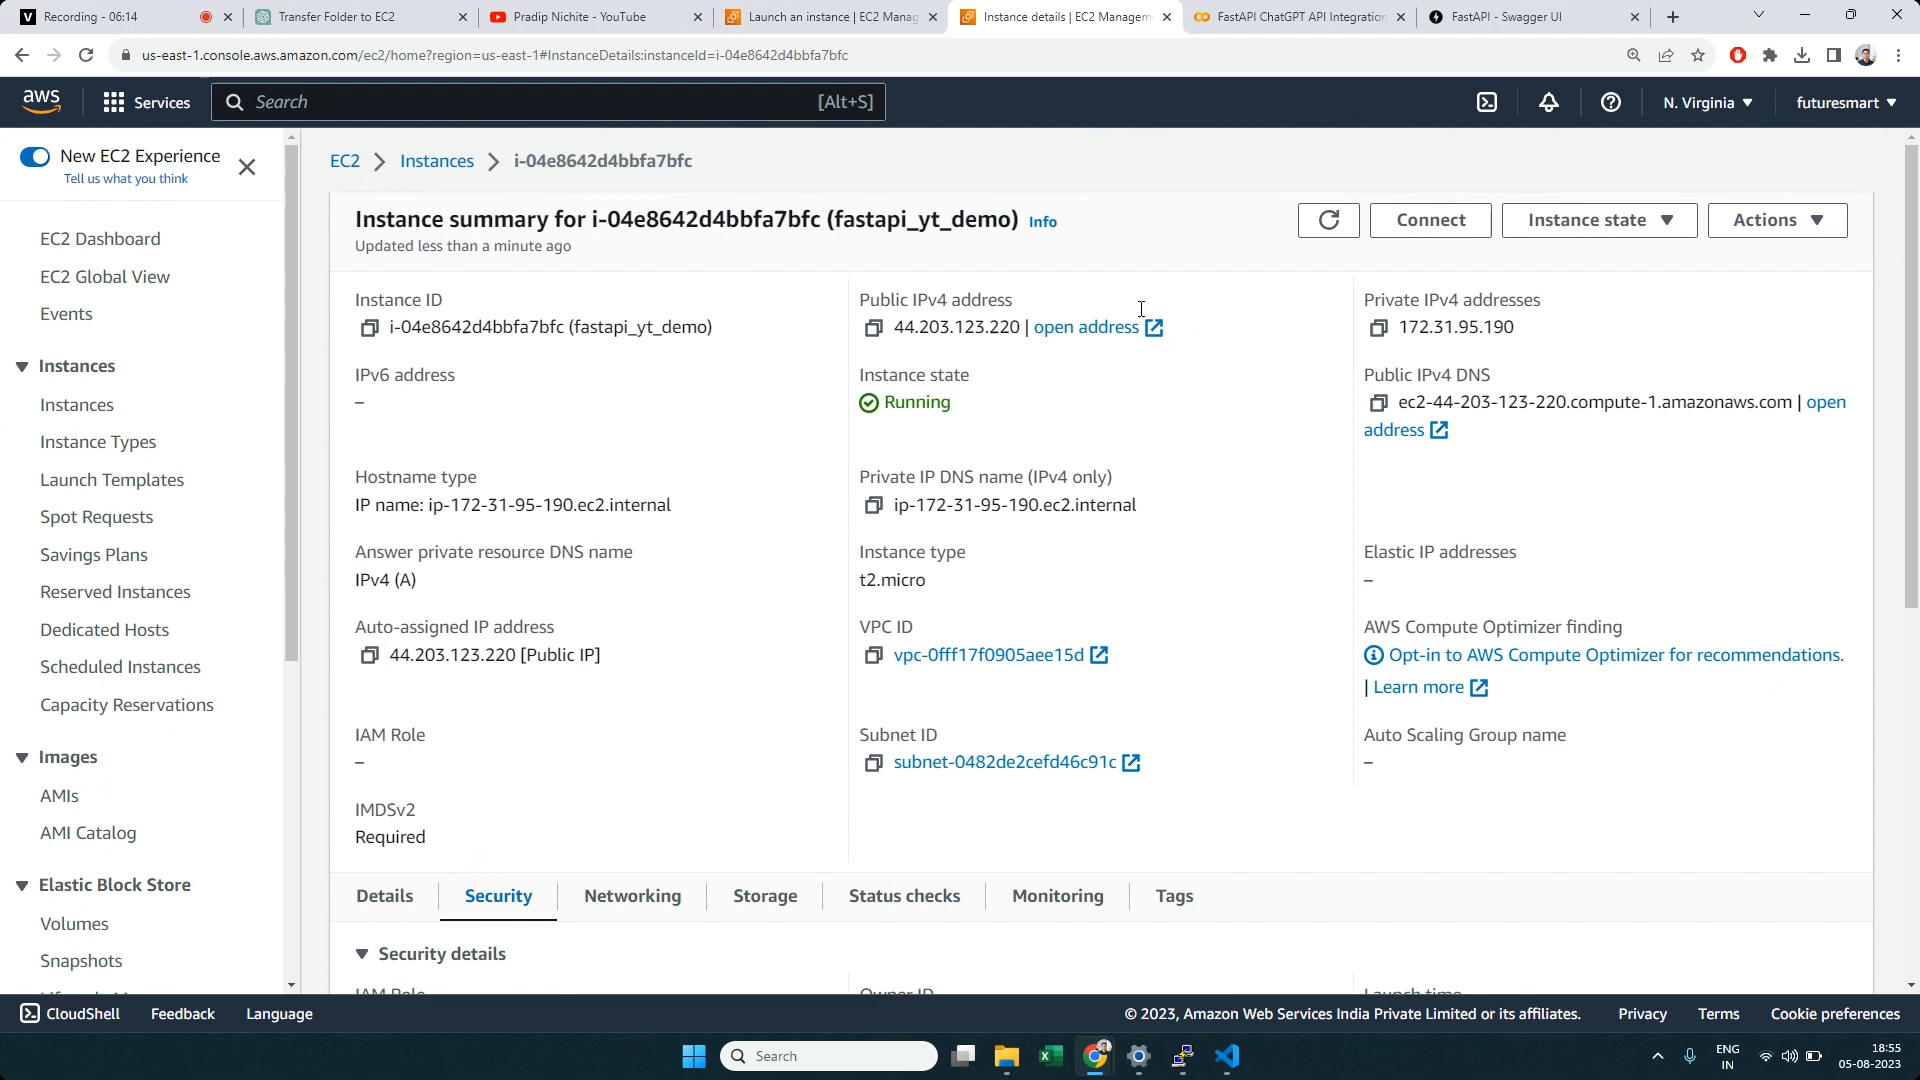 Recording - 06:14
Transfer Folder to EC2
Pradip Nichite - YouTube
Launch an instance | EC2 Manag
Instance details | EC2 Managem
FastAPI ChatGPT API Integration
FastAPI - Swagger UI
us-east-1.console.aws.amazon.com/ec2/home?region=us-east-1#InstanceDetails:instanceId=i-04e8642d4bbfa7bfc
aws
Services
Search
[Alt+S]
N. Virginia
futuresmart
New EC2 Experience
Tell us what you think
EC2 Dashboard
EC2 Global View
Events
Instances
Instances
Instance Types
Launch Templates
Spot Requests
Savings Plans
Reserved Instances
Dedicated Hosts
Scheduled Instances
Capacity Reservations
Images
AMIs
AMI Catalog
Elastic Block Store
Volumes
Snapshots
EC2 > Instances > i-04e8642d4bbfa7bfc
Instance summary for i-04e8642d4bbfa7bfc (fastapi_yt_demo) Info
Updated less than a minute ago
Connect
Instance state
Actions
Instance ID
i-04e8642d4bbfa7bfc (fastapi_yt_demo)
Public IPv4 address
44.203.123.220 | open address
Private IPv4 addresses
172.31.95.190
IPv6 address
–
Instance state
Running
Public IPv4 DNS
ec2-44-203-123-220.compute-1.amazonaws.com | open
address
Hostname type
IP name: ip-172-31-95-190.ec2.internal
Private IP DNS name (IPv4 only)
ip-172-31-95-190.ec2.internal
Answer private resource DNS name
IPv4 (A)
Instance type
t2.micro
Elastic IP addresses
–
Auto-assigned IP address
44.203.123.220 [Public IP]
VPC ID
vpc-0fff17f0905aee15d
AWS Compute Optimizer finding
Opt-in to AWS Compute Optimizer for recommendations.
| Learn more
IAM Role
–
Subnet ID
subnet-0482de2cefd46c91c
Auto Scaling Group name
–
IMDSv2
Required
Details
Security
Networking
Storage
Status checks
Monitoring
Tags
Security details
IAM Role
Owner ID
Launch time
CloudShell
Feedback
Language
© 2023, Amazon Web Services India Private Limited or its affiliates.
Privacy
Terms
Cookie preferences
Search
ENG
IN
18:55
05-08-2023